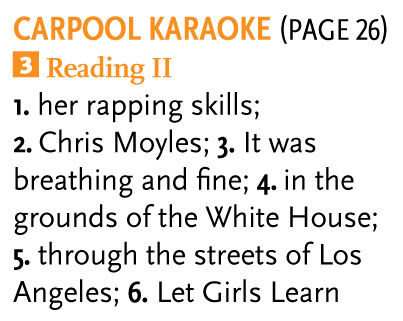 CARPOOL KARAOKE (PAGE 26)
3 Reading II
1. her rapping skills;
2. Chris Moyles; 3. It was
breathing and fine; 4. in the
grounds of the White House;
5. through the streets of Los
Angeles; 6. Let Girls Learn